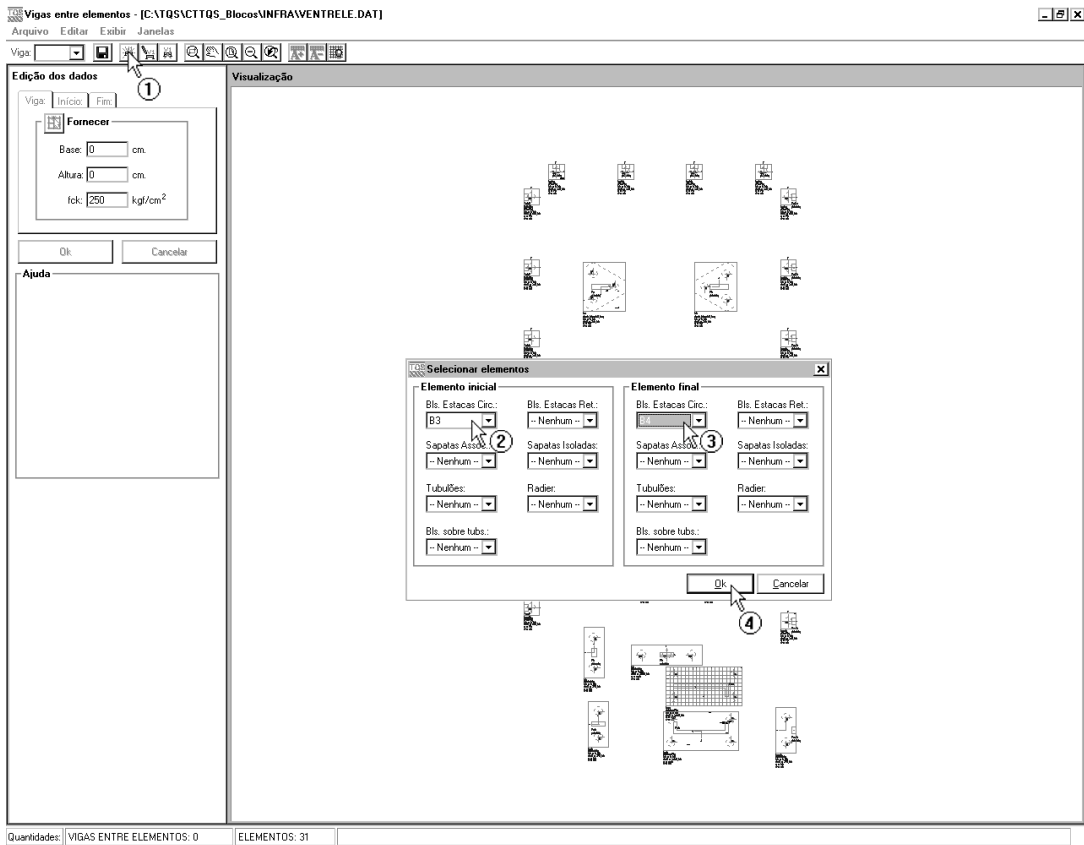 Vigas entre elementos - [C:\TQS\CTTQS_Blocos\INFRA\VENTRELE.DAT]
Arquivo Editar Exibir Janelas
Viga:
Edição dos dados
Visualização
1
Viga: Início: Fim:
Fornecer
Base: 0 cm.
Altura: 0 cm.
fck: 250 kgf/cm2
Ok Cancelar
Ajuda
Selecionar elementos
Elemento inicial
Bls. Estacas Circ.: Bls. Estacas Ret.:
B3 -- Nenhum --
2
Sapatas Assoc.: Sapatas Isoladas:
-- Nenhum -- -- Nenhum --
Tubulões: Radier:
-- Nenhum -- -- Nenhum --
Bls. sobre tubs.:
-- Nenhum --
Elemento final
Bls. Estacas Circ.: Bls. Estacas Ret.:
B4 -- Nenhum --
3
Sapatas Assoc.: Sapatas Isoladas:
-- Nenhum -- -- Nenhum --
Tubulões: Radier:
-- Nenhum -- -- Nenhum --
Bls. sobre tubs.:
-- Nenhum --
Ok Cancelar
4
Quantidades: VIGAS ENTRE ELEMENTOS: 0 ELEMENTOS: 31